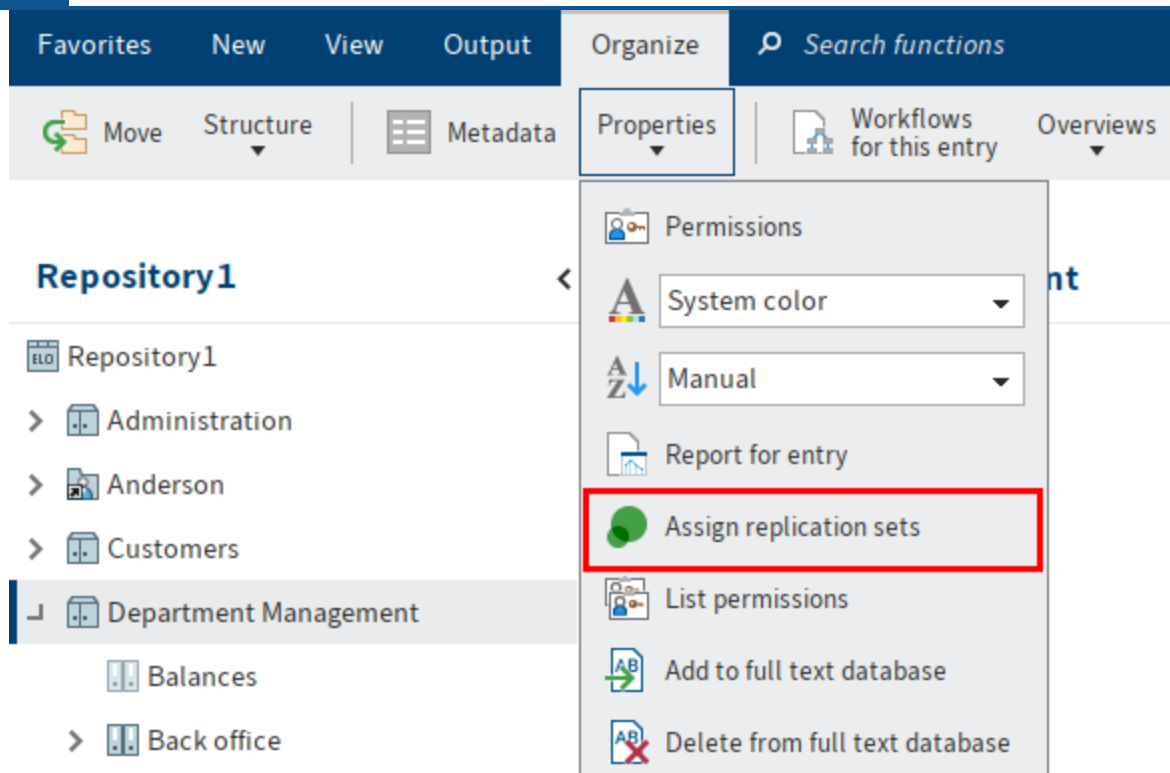 Favorites New View Output Organize Search functions
Move Structure Metadata Properties Workflows for this entry Overviews
Permissions
Repository1
nt
System color
ELO Repository1
Manual
Administration
Report for entry
Anderson
Assign replication sets
Customers
List permissions
Department Management
Add to full text database
Balances
Delete from full text database
Back office